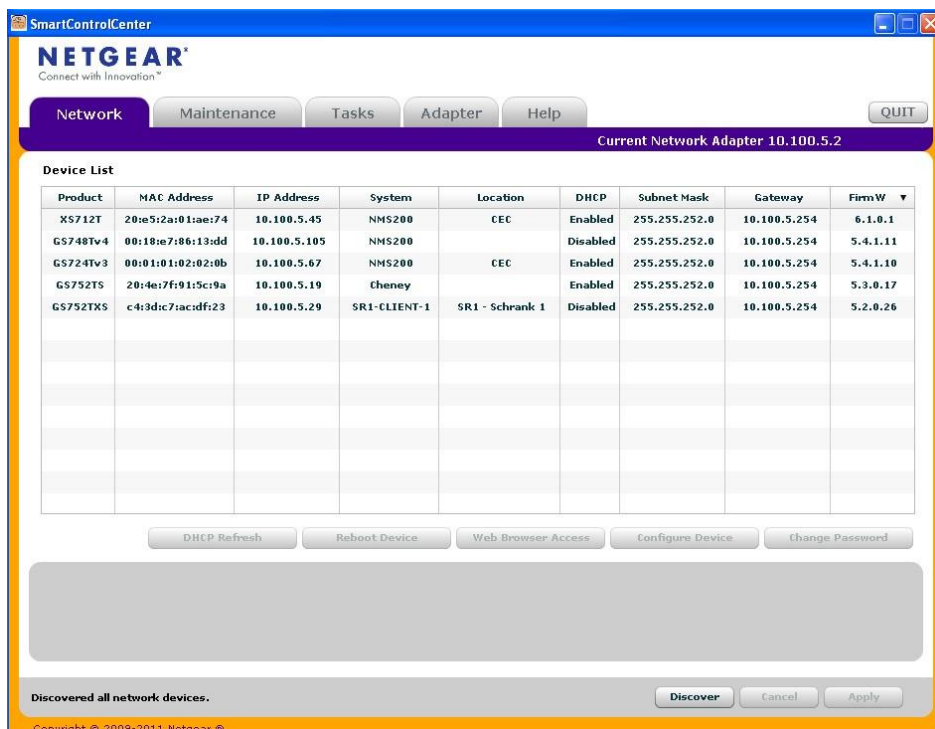 SmartControlCenter
NETGEAR®
Connect with Innovation™
Network Maintenance Tasks Adapter Help QUIT
Current Network Adapter 10.100.5.2
Device List
Product MAC Address IP Address System Location DHCP Subnet Mask Gateway FirmW ▼
XS712T 20:e5:2a:01:ae:74 10.100.5.45 NMS200 CEC Enabled 255.255.252.0 10.100.5.254 6.1.0.1
GS748Tv4 00:18:e7:86:13:dd 10.100.5.105 NMS200 Disabled 255.255.252.0 10.100.5.254 5.4.1.11
GS724Tv3 00:01:01:02:02:0b 10.100.5.67 NMS200 CEC Enabled 255.255.252.0 10.100.5.254 5.4.1.10
GS752TS 20:4e:7f:91:5c:9a 10.100.5.19 Cheney Enabled 255.255.252.0 10.100.5.254 5.3.0.17
GS752TXS c4:3d:c7:ac:df:23 10.100.5.29 SR1-CLIENT-1 SR1 - Schrank 1 Disabled 255.255.252.0 10.100.5.254 5.2.0.26
DHCP Refresh Reboot Device Web Browser Access Configure Device Change Password
Discovered all network devices. Discover Cancel Apply
Copyright © 2009-2011 Netgear ®